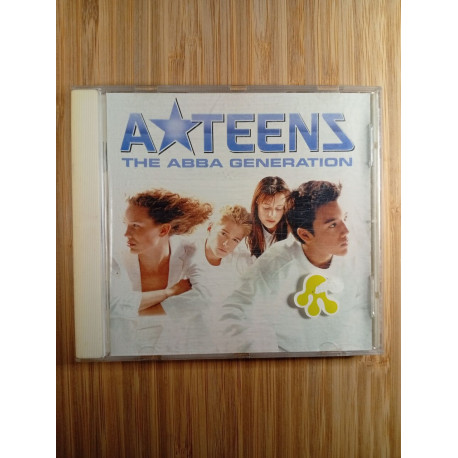 A★TEENS
THE ABBA GENERATION